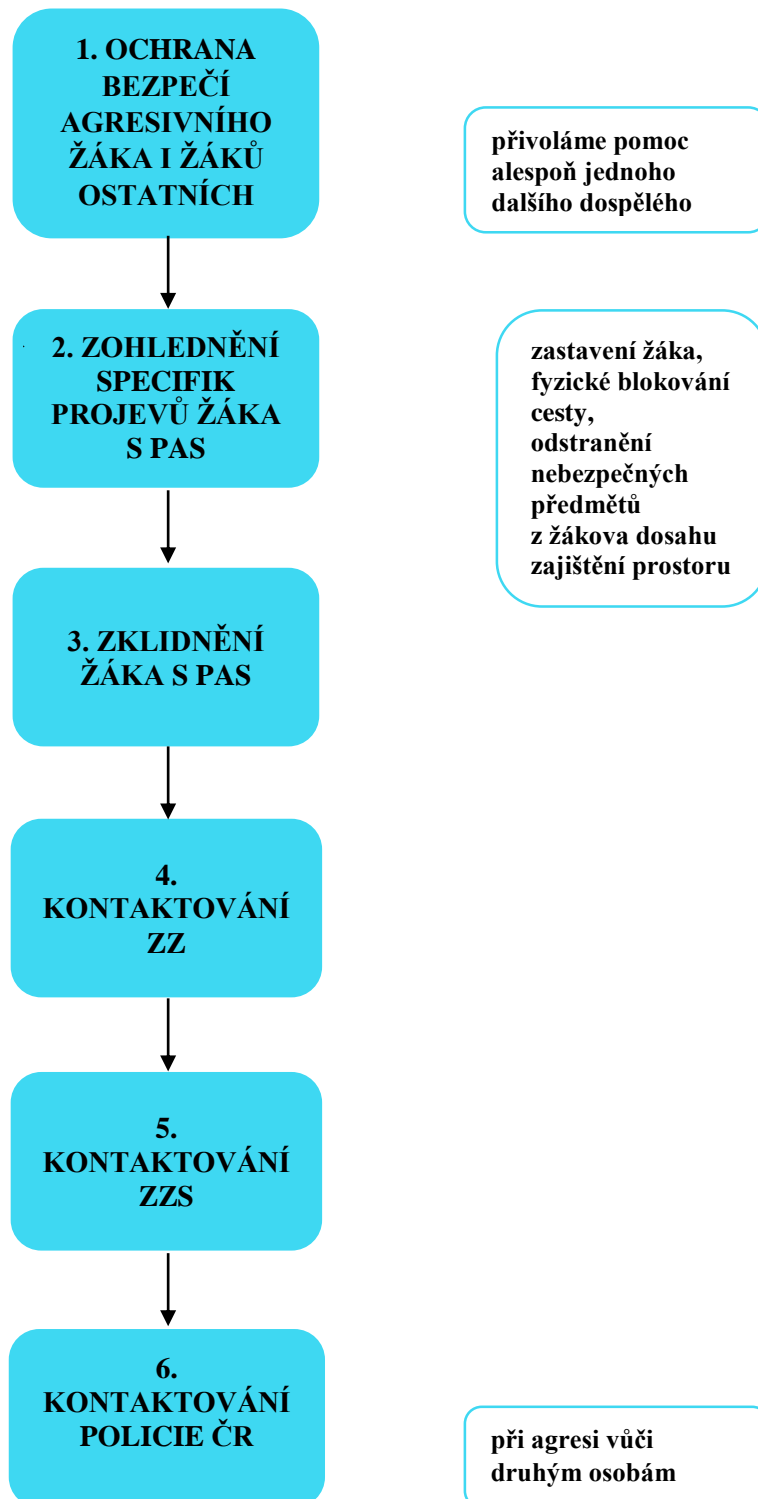 1. OCHRANA
BEZPEČÍ
AGRESIVNÍHO
ŽÁKA I ŽÁKŮ
OSTATNÍCH
přivoláme pomoc
alespoň jednoho
dalšího dospělého
2. ZOHLEDNĚNÍ
SPECIFIK
PROJEVŮ ŽÁKA
S PAS
zastavení žáka,
fyzické blokování
cesty,
odstranění
nebezpečných
předmětů
z žákova dosahu
zajištění prostoru
3. ZKLIDNĚNÍ
ŽÁKA S PAS
4.
KONTAKTOVÁNÍ
ZZ
5.
KONTAKTOVÁNÍ
ZZS
6.
KONTAKTOVÁNÍ
POLICIE ČR
při agresi vůči
druhým osobám